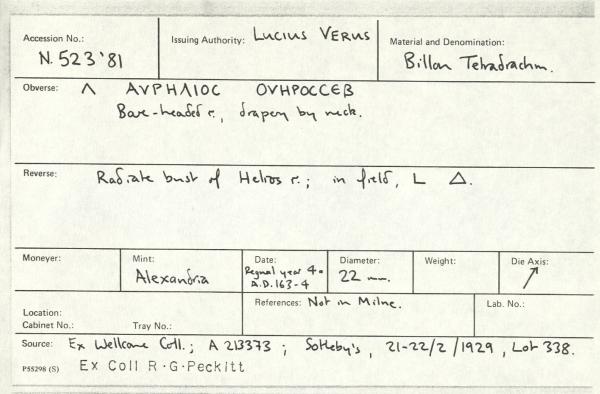 Accession No.: N. 523 '81
Issuing Authority: LUCIUS VERUS
Material and Denomination: Billon Tetradrachm.
Obverse: Λ ΑVΡΗΛΙΟC ΟVΗΡΟCCΕΒ
Bare-headed r., drapery by neck.
Reverse: Radiate bust of Helios r.; in field, L Δ.
Moneyer:
Mint: Alexandria
Date: Regnal year 4 = A.D. 163-4
Diameter: 22 mm.
Weight:
Die Axis: ↗
Location:
Cabinet No.: Tray No.:
References: Not in Milne.
Lab. No.:
Source: Ex Wellcome Coll.; A 213373; Sotheby's, 21-22/2/1929, Lot 338.
P55298 (S) Ex Coll R.G.Peckitt